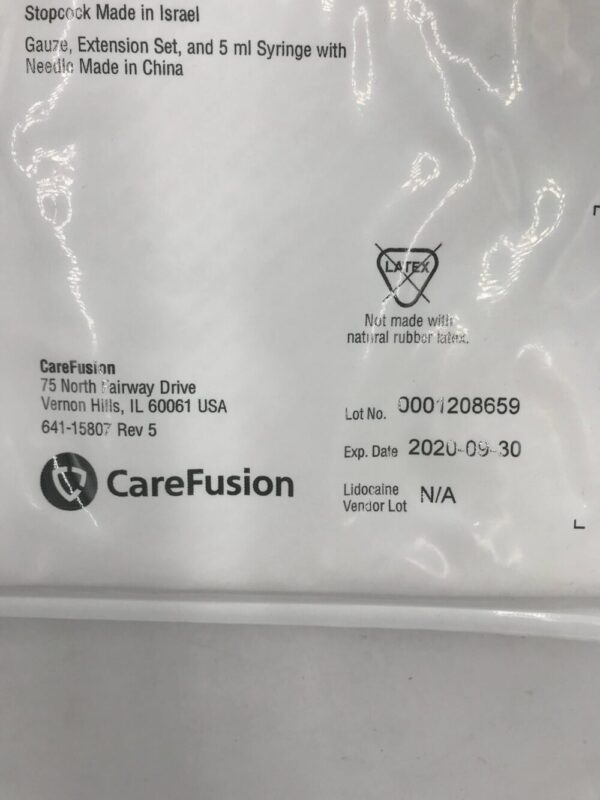 Stopcock Made in Israel
Gauze, Extension Set, and 5 ml Syringe with
Needle Made in China
LATEX
Not made with
natural rubber latex.
CareFusion
75 North Fairway Drive
Vernon Hills, IL 60061 USA
641-15807 Rev 5
CareFusion
Lot No. 0001208659
Exp. Date 2020-09-30
Lidocaine
Vendor Lot N/A